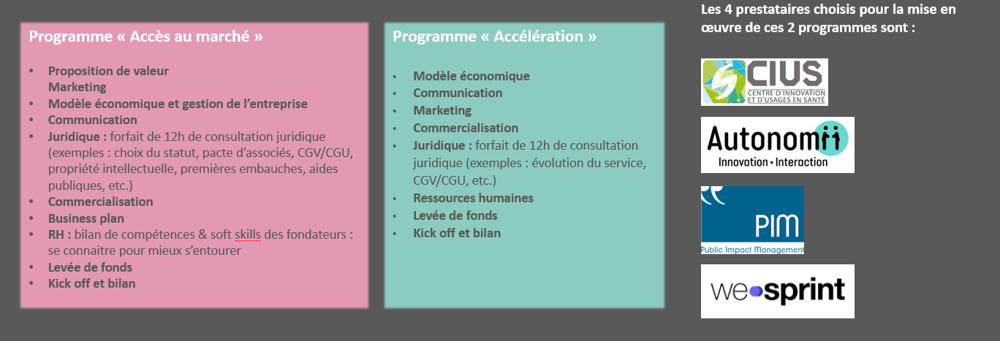 Programme « Accès au marché »
• Proposition de valeur
Marketing
• Modèle économique et gestion de l’entreprise
• Communication
• Juridique : forfait de 12h de consultation juridique
(exemples : choix du statut, pacte d’associés, CGV/CGU,
propriété intellectuelle, premières embauches, aides
publiques, etc.)
• Commercialisation
• Business plan
• RH : bilan de compétences & soft skills des fondateurs :
se connaitre pour mieux s’entourer
• Levée de fonds
• Kick off et bilan
Programme « Accélération »
• Modèle économique
• Communication
• Marketing
• Commercialisation
• Juridique : forfait de 12h de consultation
juridique (exemples : évolution du service,
CGV/CGU, etc.)
• Ressources humaines
• Levée de fonds
• Kick off et bilan
Les 4 prestataires choisis pour la mise en
œuvre de ces 2 programmes sont :
CIUS
CENTRE D'INNOVATION
ET D'USAGES EN SANTÉ
Autonomii
Innovation • Interaction
PIM
Public Impact Management
we sprint